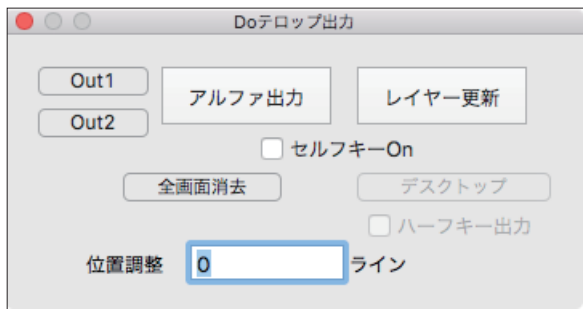 Doテロップ出力
Out1
アルファ出力
レイヤー更新
Out2
セルフキーOn
全画面消去
デスクトップ
ハーフキー出力
位置調整 0 ライン